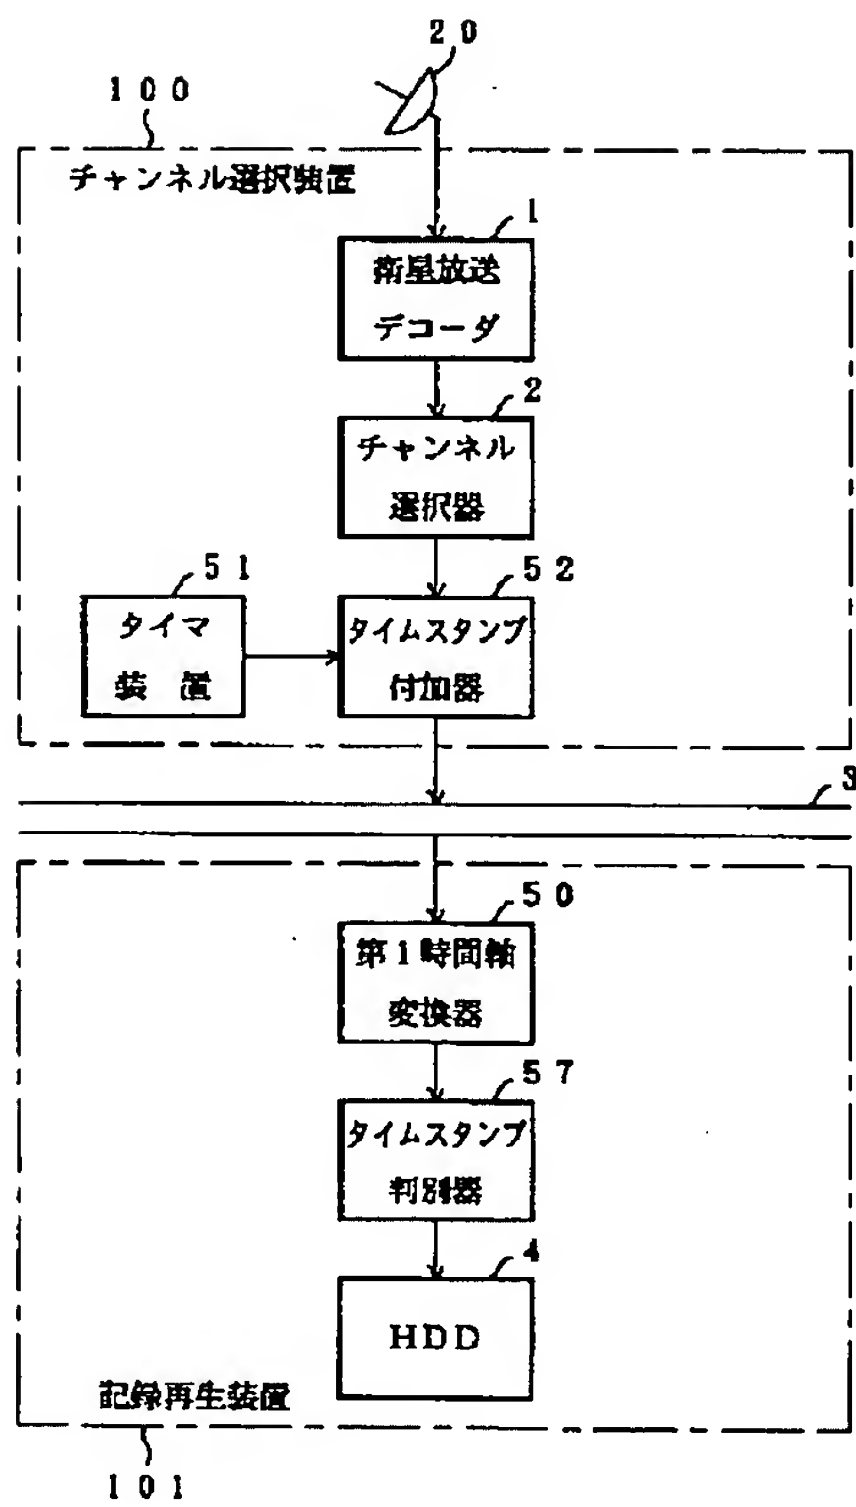 ２０
１００
チャンネル選択装置
１
衛星放送
デコーダ
２
チャンネル
選択器
５１
タイマ
装　置
５２
タイムスタンプ
付加器
３
５０
第１時間軸
変換器
５７
タイムスタンプ
判別器
４
ＨＤＤ
記録再生装置
１０１